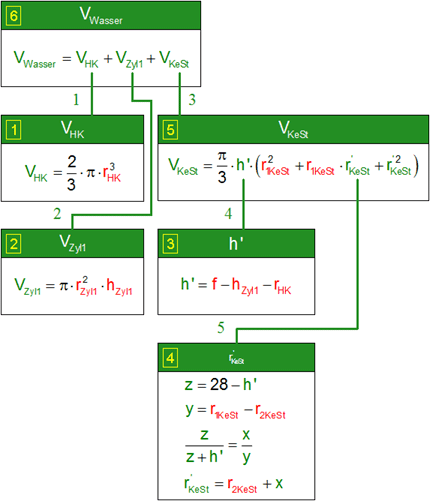 6 V_Wasser
V_Wasser = V_HK + V_Zyl1 + V_KeSt
1
3
1 V_HK
V_HK = 2/3 · π · r_HK^3
5 V_KeSt
V_KeSt = π/3 · h' · (r_1KeSt^2 + r_1KeSt · r'_KeSt + r'_KeSt^2)
2
4
2 V_Zyl1
V_Zyl1 = π · r_Zyl1^2 · h_Zyl1
3 h'
h' = f − h_Zyl1 − r_HK
5
4 r'_KeSt
z = 28 − h'
y = r_1KeSt − r_2KeSt
z/(z + h') = x/y
r'_KeSt = r_2KeSt + x